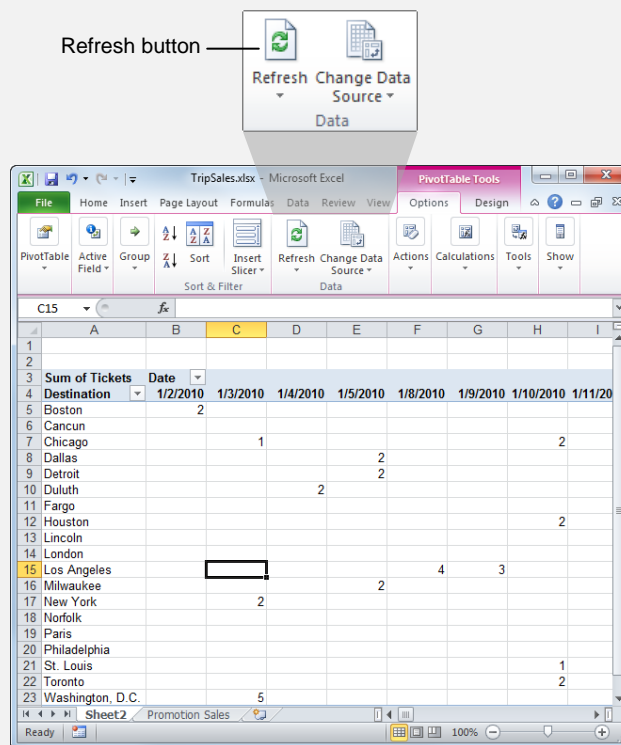 Refresh button
Refresh Change Data
Source
Data
TripSales.xlsx - Microsoft Excel PivotTable Tools
File Home Insert Page Layout Formulas Data Review View Options Design
PivotTable Active Field Group Sort Insert Slicer Refresh Change Data Source Actions Calculations Tools Show
Sort & Filter Data
C15 fx
A B C D E F G H I
1
2
3 Sum of Tickets Date
4 Destination 1/2/2010 1/3/2010 1/4/2010 1/5/2010 1/8/2010 1/9/2010 1/10/2010 1/11/20
5 Boston 2
6 Cancun
7 Chicago 1 2
8 Dallas 2
9 Detroit 2
10 Duluth 2
11 Fargo
12 Houston 2
13 Lincoln
14 London
15 Los Angeles 4 3
16 Milwaukee 2
17 New York 2
18 Norfolk
19 Paris
20 Philadelphia
21 St. Louis 1
22 Toronto 2
23 Washington, D.C. 5
Sheet2 Promotion Sales
Ready 100%